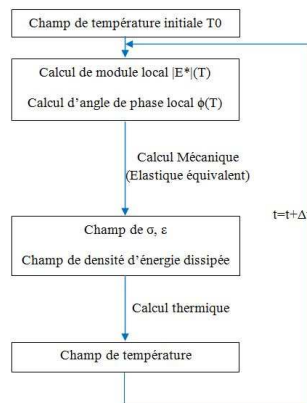 Champ de température initiale T0
Calcul de module local |E*|(T)
Calcul d'angle de phase local ϕ(T)
Calcul Mécanique
(Elastique équivalent)
t=t+Δ
Champ de σ, ε
Champ de densité d'énergie dissipée
Calcul thermique
Champ de température